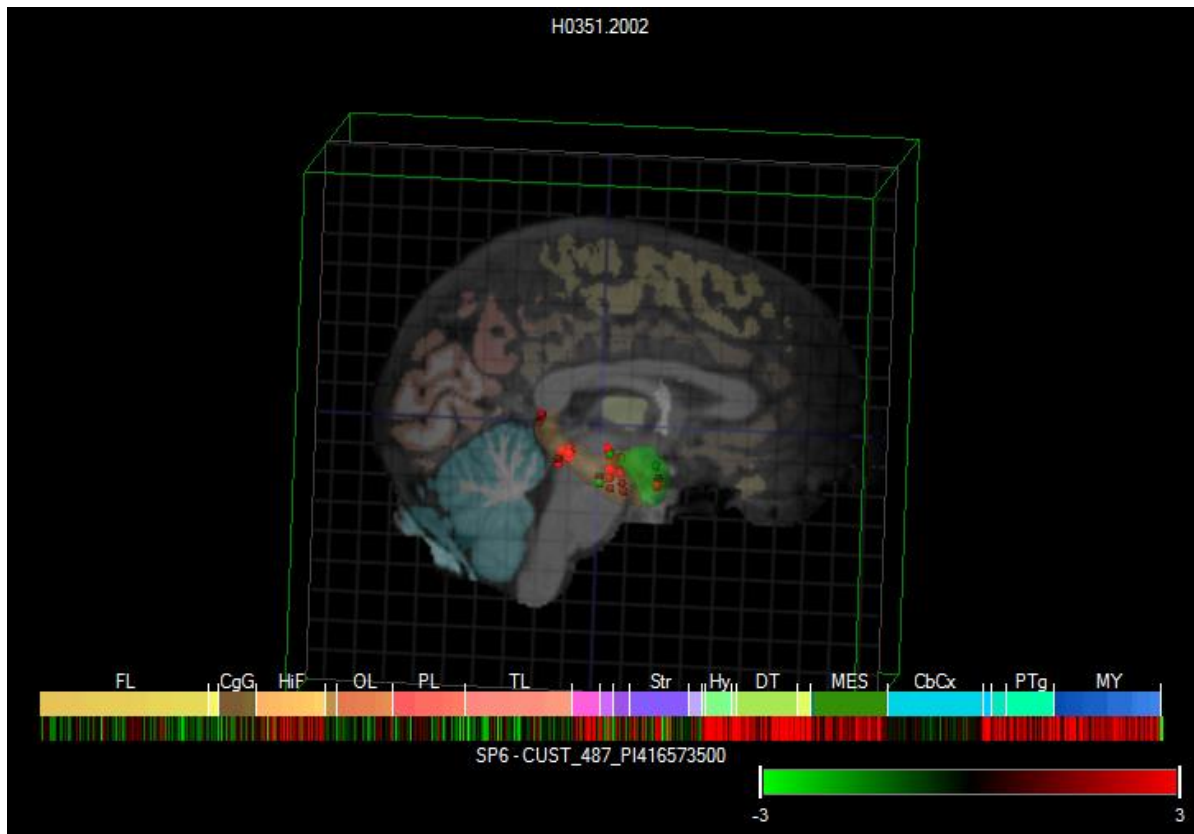 H0351.2002
FL CgG HiF OL PL TL Str Hy DT MES CbCx PTg MY
SP6 - CUST_487_PI416573500
-3 3